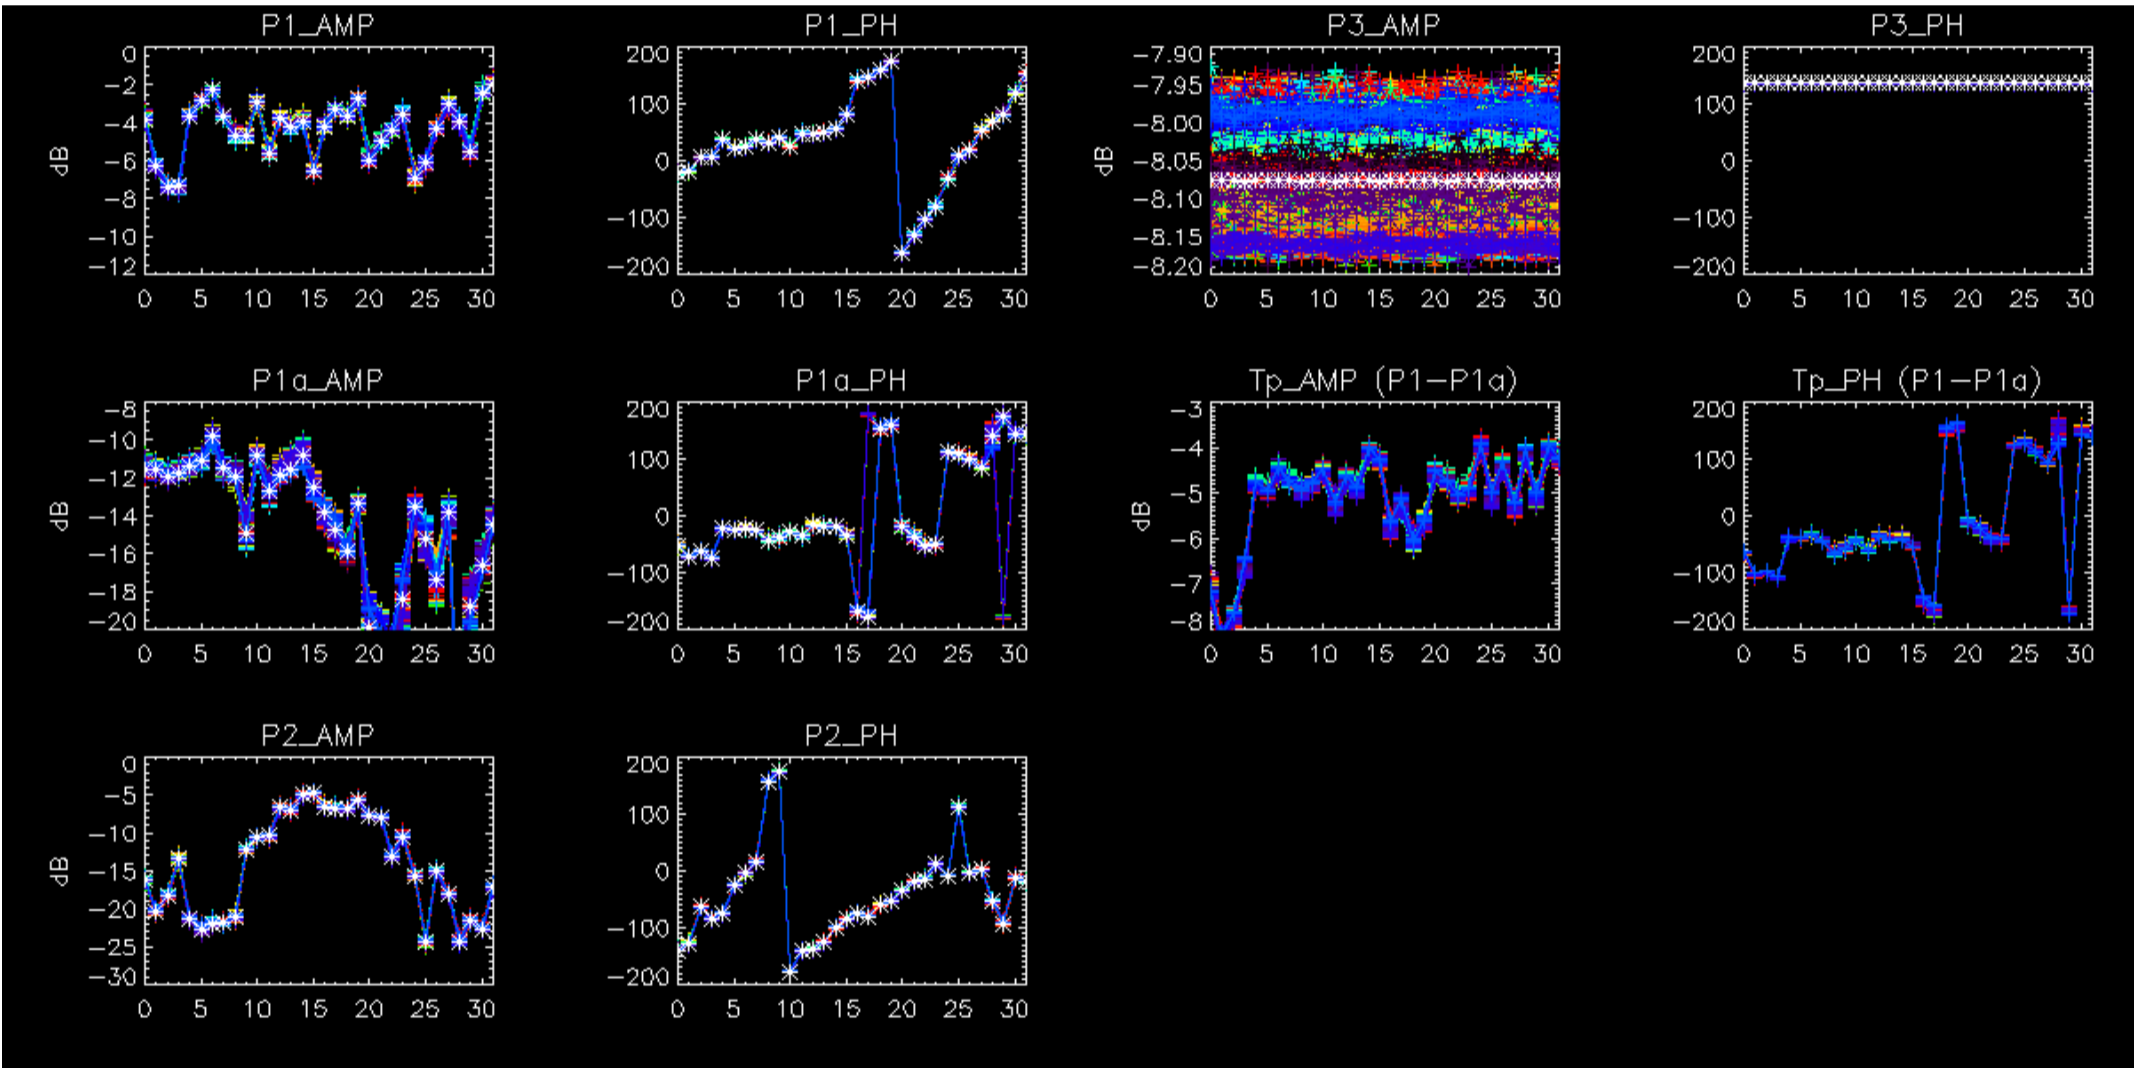 P1_AMP
dB
0
−2
−4
−6
−8
−10
−12
0 5 10 15 20 25 30
P1_PH
200
100
0
−100
−200
0 5 10 15 20 25 30
P3_AMP
dB
−7.90
−7.95
−8.00
−8.05
−8.10
−8.15
−8.20
0 5 10 15 20 25 30
P3_PH
200
100
0
−100
−200
0 5 10 15 20 25 30
P1a_AMP
dB
−8
−10
−12
−14
−16
−18
−20
0 5 10 15 20 25 30
P1a_PH
200
100
0
−100
−200
0 5 10 15 20 25 30
Tp_AMP (P1−P1a)
dB
−3
−4
−5
−6
−7
−8
0 5 10 15 20 25 30
Tp_PH (P1−P1a)
200
100
0
−100
−200
0 5 10 15 20 25 30
P2_AMP
dB
0
−5
−10
−15
−20
−25
−30
0 5 10 15 20 25 30
P2_PH
200
100
0
−100
−200
0 5 10 15 20 25 30